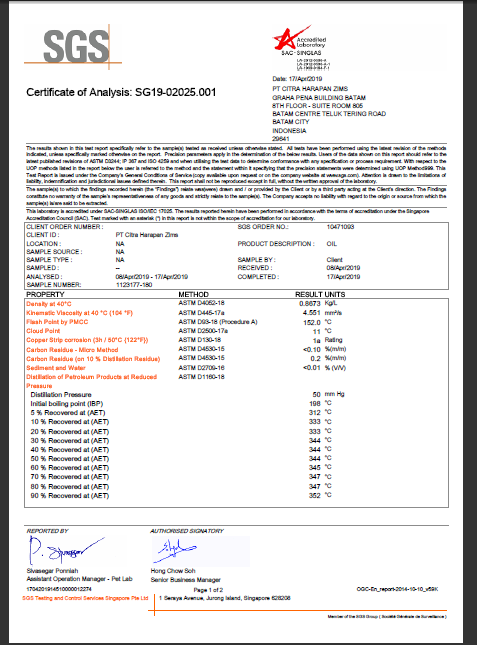 SGS
Accredited
Laboratory
SAC-SINGLAS
Date: 17/Apr/2019
Certificate of Analysis: SG19-02025.001
PT CITRA HARAPAN ZIMS
GRAHA PENA BUILDING BATAM
8TH FLOOR - SUITE ROOM 805
BATAM CENTRE TELUK TERING ROAD
BATAM CITY
INDONESIA
29641
The results shown in this test report specifically refer to the sample(s) tested as received unless otherwise stated. All tests have been performed using the latest revision of the methods
indicated, unless specifically marked otherwise on the report. Precision parameters apply in the determination of the below results. Users of the data shown on this report should refer to the
latest published revisions of ASTM D3244; IP 367 and ISO 4259 and when utilising the test data to determine conformance with any specification or process requirement. With respect to the
UOP methods listed in the report below the user is referred to the method and the statement within it specifying that the precision statements were determined using UOP Method999. This
Test Report is issued under the Company's General Conditions of Service (copy available upon request or on the company website at www.sgs.com). Attention is drawn to the limitations of
liability, indemnification and jurisdictional issues defined therein. This report shall not be reproduced except in full, without the written approval of the laboratory.
The sample(s) to which the findings recorded herein (the "Findings") relate was(were) drawn and / or provided by the Client or by a third party acting at the Client's direction. The Findings
constitute no warranty of the sample's representativeness of any goods and strictly relate to the sample(s). The Company accepts no liability with regard to the origin or source from which the
sample(s) is/are said to be extracted.
This laboratory is accredited under SAC-SINGLAS ISO/IEC 17025. The results reported herein have been performed in accordance with the terms of accreditation under the Singapore
Accreditation Council (SAC). Test marked with an asterisk (*) in this report is not within the scope of accreditation for our laboratory.
CLIENT ORDER NUMBER : SGS ORDER NO.: 10471093
CLIENT ID : PT Citra Harapan Zims
LOCATION : NA PRODUCT DESCRIPTION : OIL
SAMPLE SOURCE : NA
SAMPLE TYPE : NA SAMPLE BY : Client
SAMPLED : -- RECEIVED : 08/Apr/2019
ANALYSED : 08/Apr/2019 - 17/Apr/2019 COMPLETED : 17/Apr/2019
SAMPLE NUMBER: 1123177-180
PROPERTY METHOD RESULT UNITS
Density at 40°C ASTM D4052-18 0.8673 Kg/L
Kinematic Viscosity at 40 °C (104 °F) ASTM D445-17a 4.551 mm²/s
Flash Point by PMCC ASTM D93-18 (Procedure A) 152.0 °C
Cloud Point ASTM D2500-17a 11 °C
Copper Strip corrosion (3h / 50°C (122°F)) ASTM D130-18 1a Rating
Carbon Residue - Micro Method ASTM D4530-15 <0.10 %(m/m)
Carbon Residue (on 10 % Distillation Residue) ASTM D4530-15 0.2 %(m/m)
Sediment and Water ASTM D2709-16 <0.01 % (V/V)
Distillation of Petroleum Products at Reduced ASTM D1160-18
Pressure
Distillation Pressure 50 mm Hg
Initial boiling point (IBP) 198 °C
5 % Recovered at (AET) 312 °C
10 % Recovered at (AET) 333 °C
20 % Recovered at (AET) 333 °C
30 % Recovered at (AET) 344 °C
40 % Recovered at (AET) 344 °C
50 % Recovered at (AET) 344 °C
60 % Recovered at (AET) 345 °C
70 % Recovered at (AET) 347 °C
80 % Recovered at (AET) 347 °C
90 % Recovered at (AET) 352 °C
REPORTED BY AUTHORISED SIGNATORY
Sivasegar Ponniah Hong Chow Soh
Assistant Operation Manager - Pet Lab Senior Business Manager
1704201914510000012274 Page 1 of 2 OGC-En_report-2014-10-10_v59K
SGS Testing and Control Services Singapore Pte Ltd 1 Seraya Avenue, Jurong Island, Singapore 628208
Member of the SGS Group ( Société Générale de Surveillance )